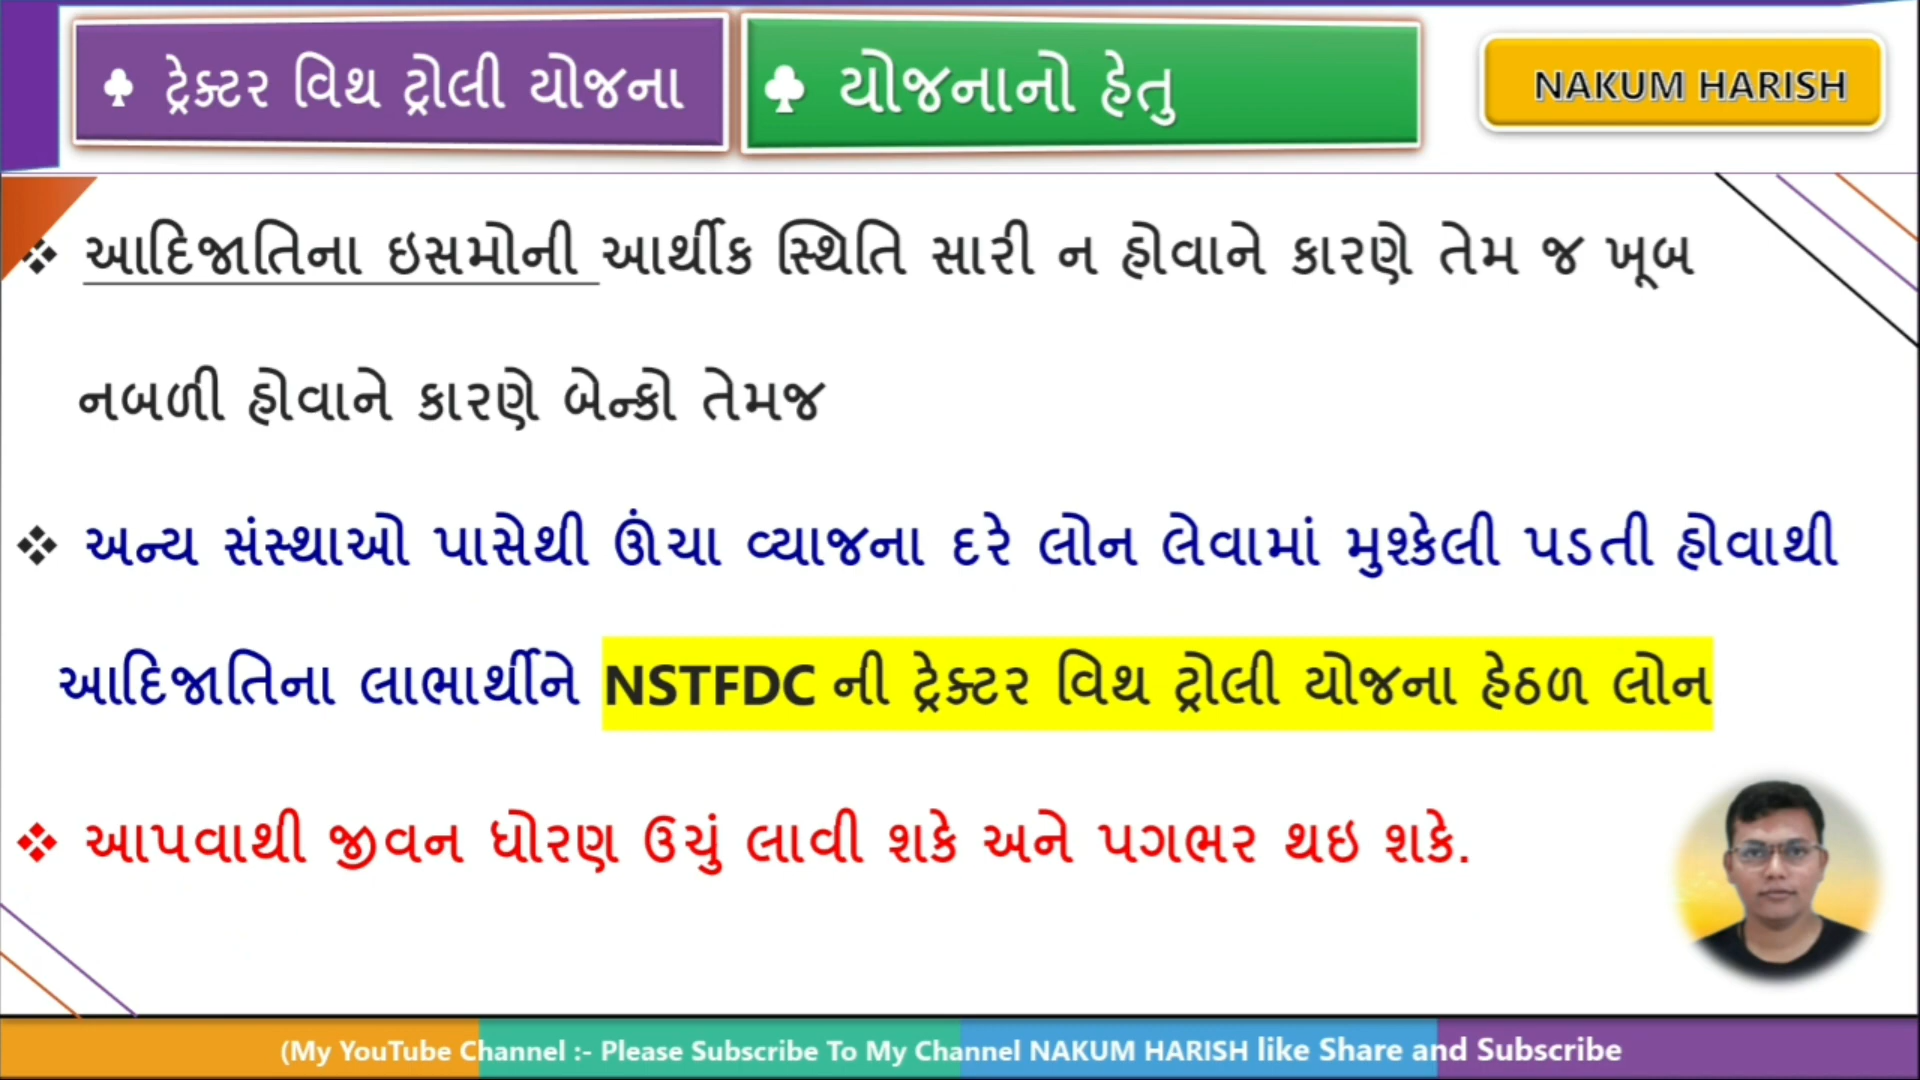 ♣ ટ્રેક્ટર વિથ ટ્રોલી યોજના
♣ યોજનાનો હેતુ
NAKUM HARISH
❖ આદિજાતિના ઇસમોની આર્થીક સ્થિતિ સારી ન હોવાને કારણે તેમ જ ખૂબ
નબળી હોવાને કારણે બેન્કો તેમજ
❖ અન્ય સંસ્થાઓ પાસેથી ઊંચા વ્યાજના દરે લોન લેવામાં મુશ્કેલી પડતી હોવાથી
આદિજાતિના લાભાર્થીને NSTFDC ની ટ્રેક્ટર વિથ ટ્રોલી યોજના હેઠળ લોન
❖ આપવાથી જીવન ધોરણ ઉચું લાવી શકે અને પગભર થઇ શકે.
(My YouTube Channel :- Please Subscribe To My Channel NAKUM HARISH like Share and Subscribe